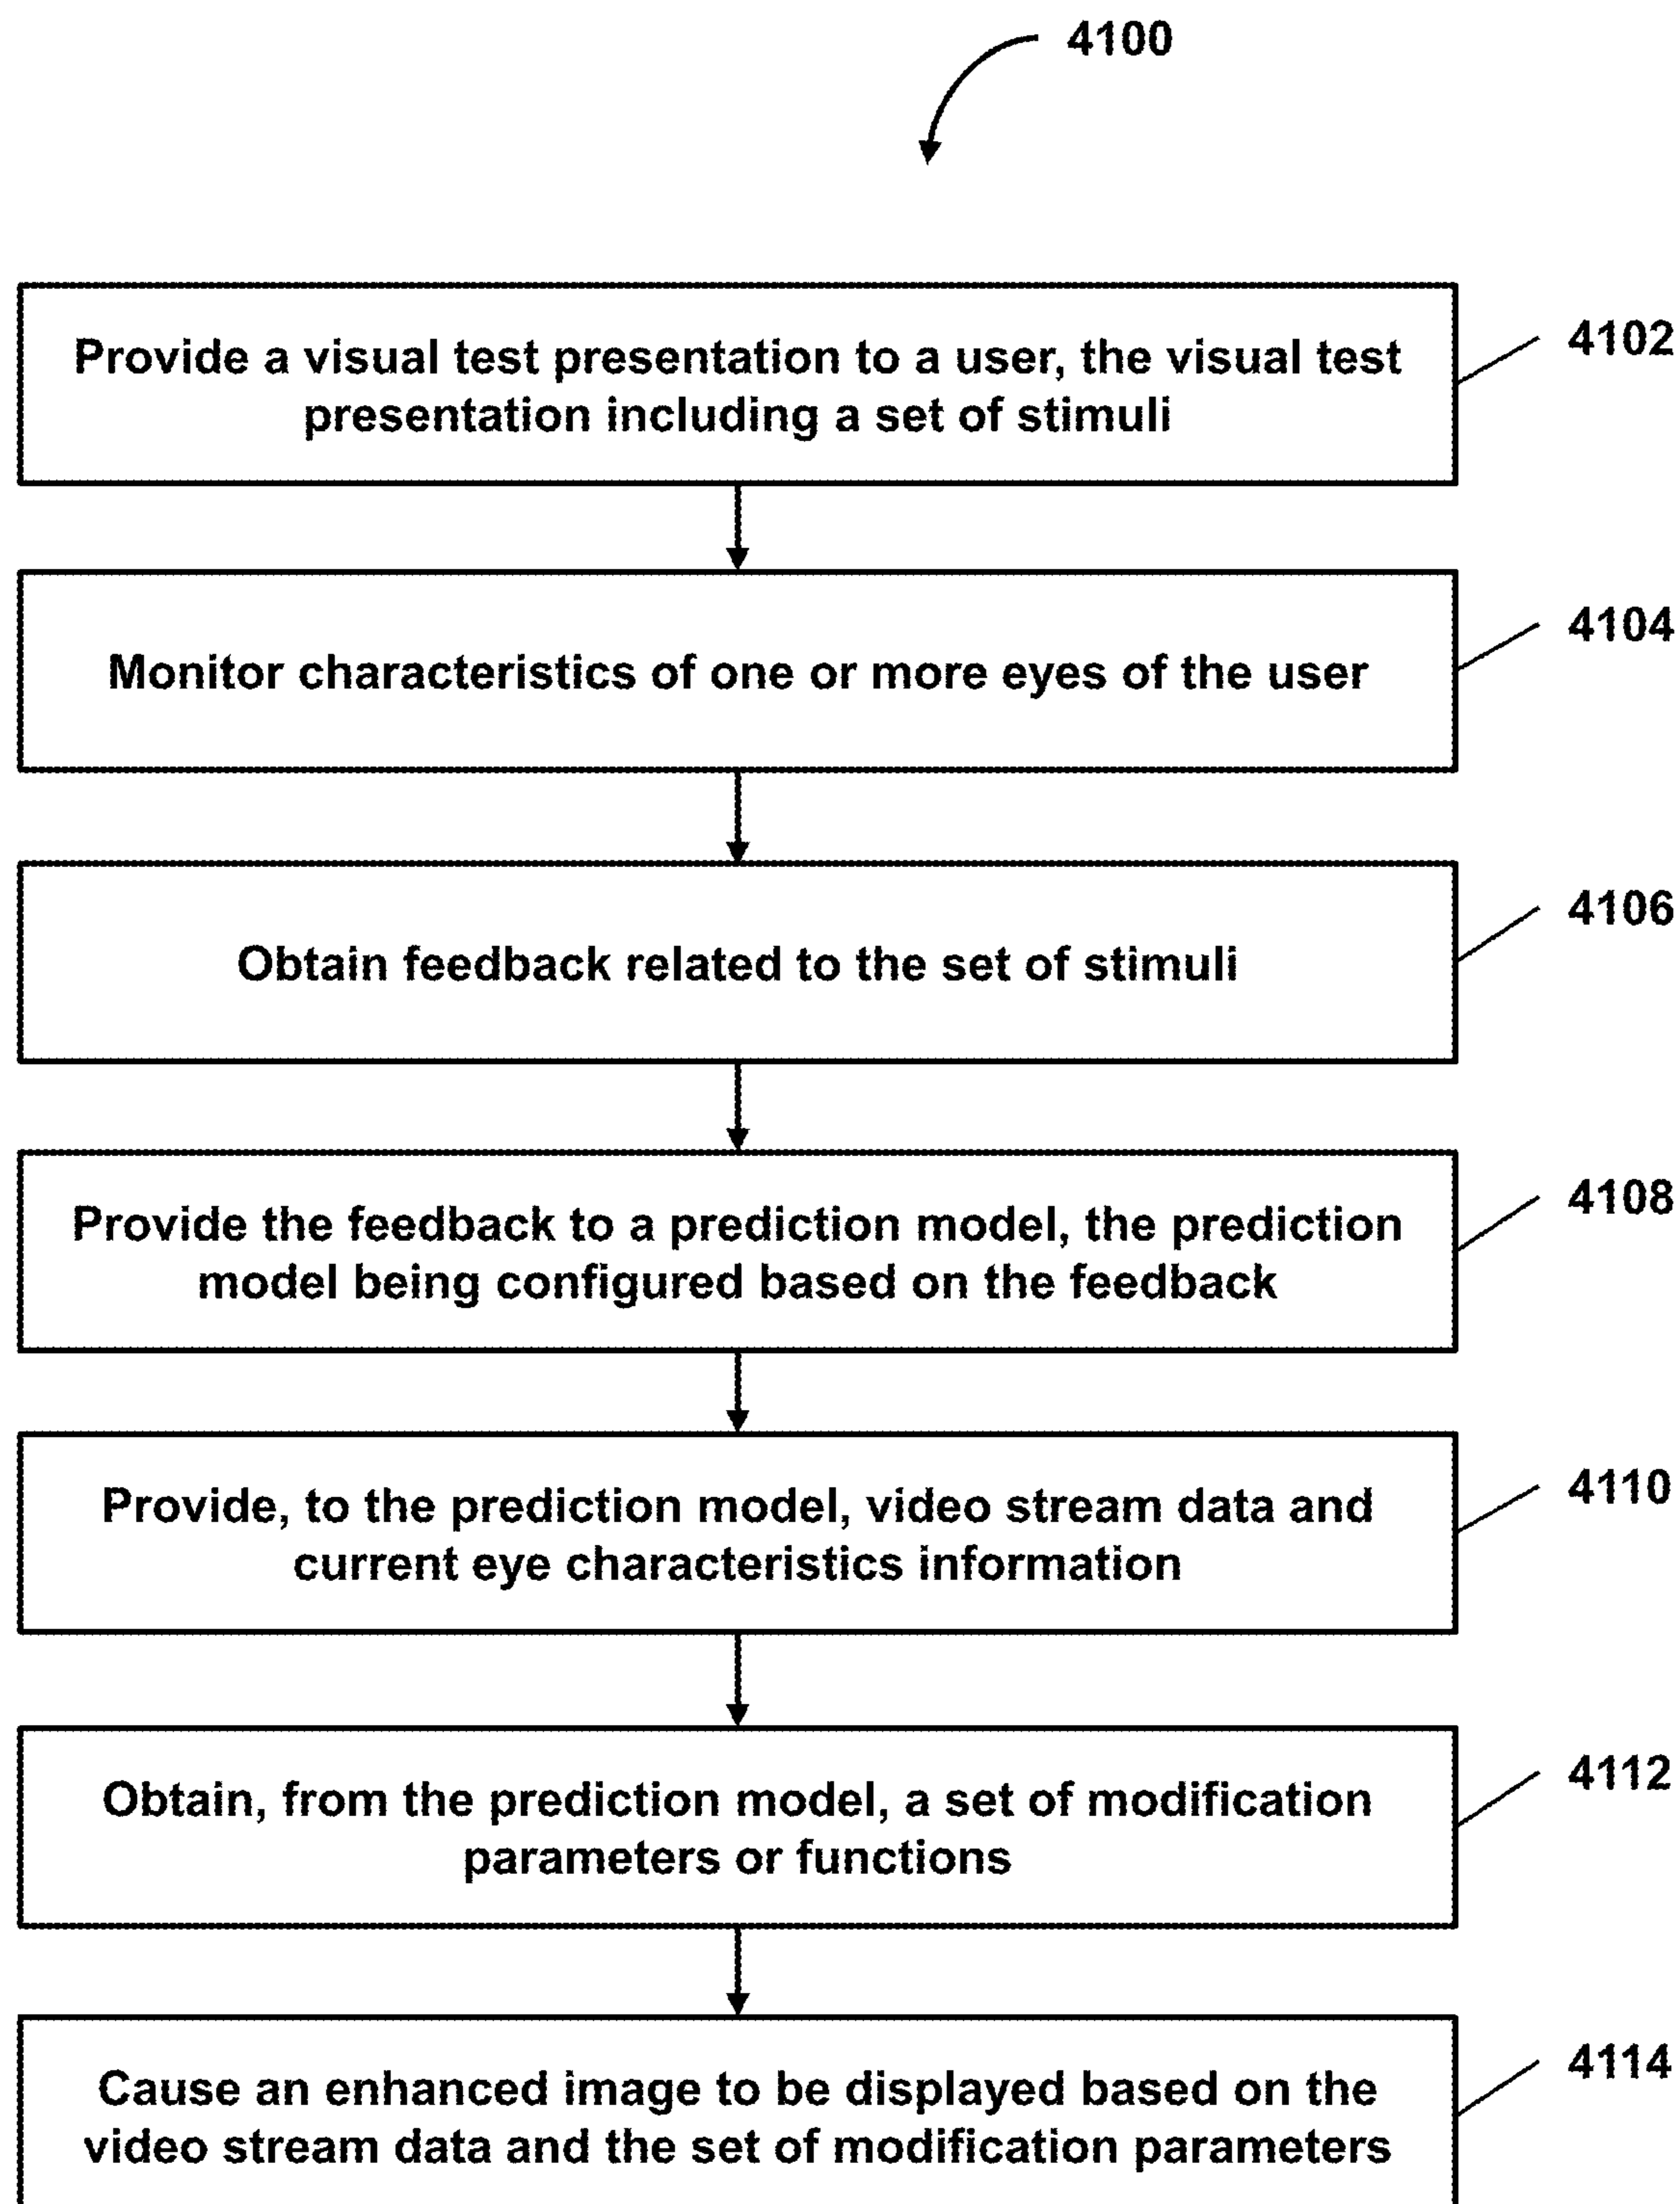 4100
Provide a visual test presentation to a user, the visual test
presentation including a set of stimuli
4102
Monitor characteristics of one or more eyes of the user
4104
Obtain feedback related to the set of stimuli
4106
Provide the feedback to a prediction model, the prediction
model being configured based on the feedback
4108
Provide, to the prediction model, video stream data and
current eye characteristics information
4110
Obtain, from the prediction model, a set of modification
parameters or functions
4112
Cause an enhanced image to be displayed based on the
video stream data and the set of modification parameters
4114